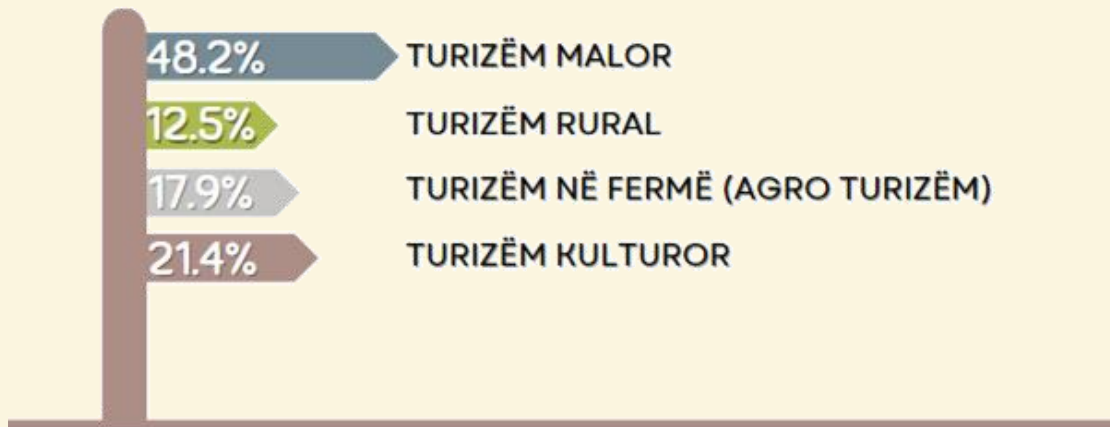 48.2% TURIZËM MALOR
12.5% TURIZËM RURAL
17.9% TURIZËM NË FERMË (AGRO TURIZËM)
21.4% TURIZËM KULTUROR